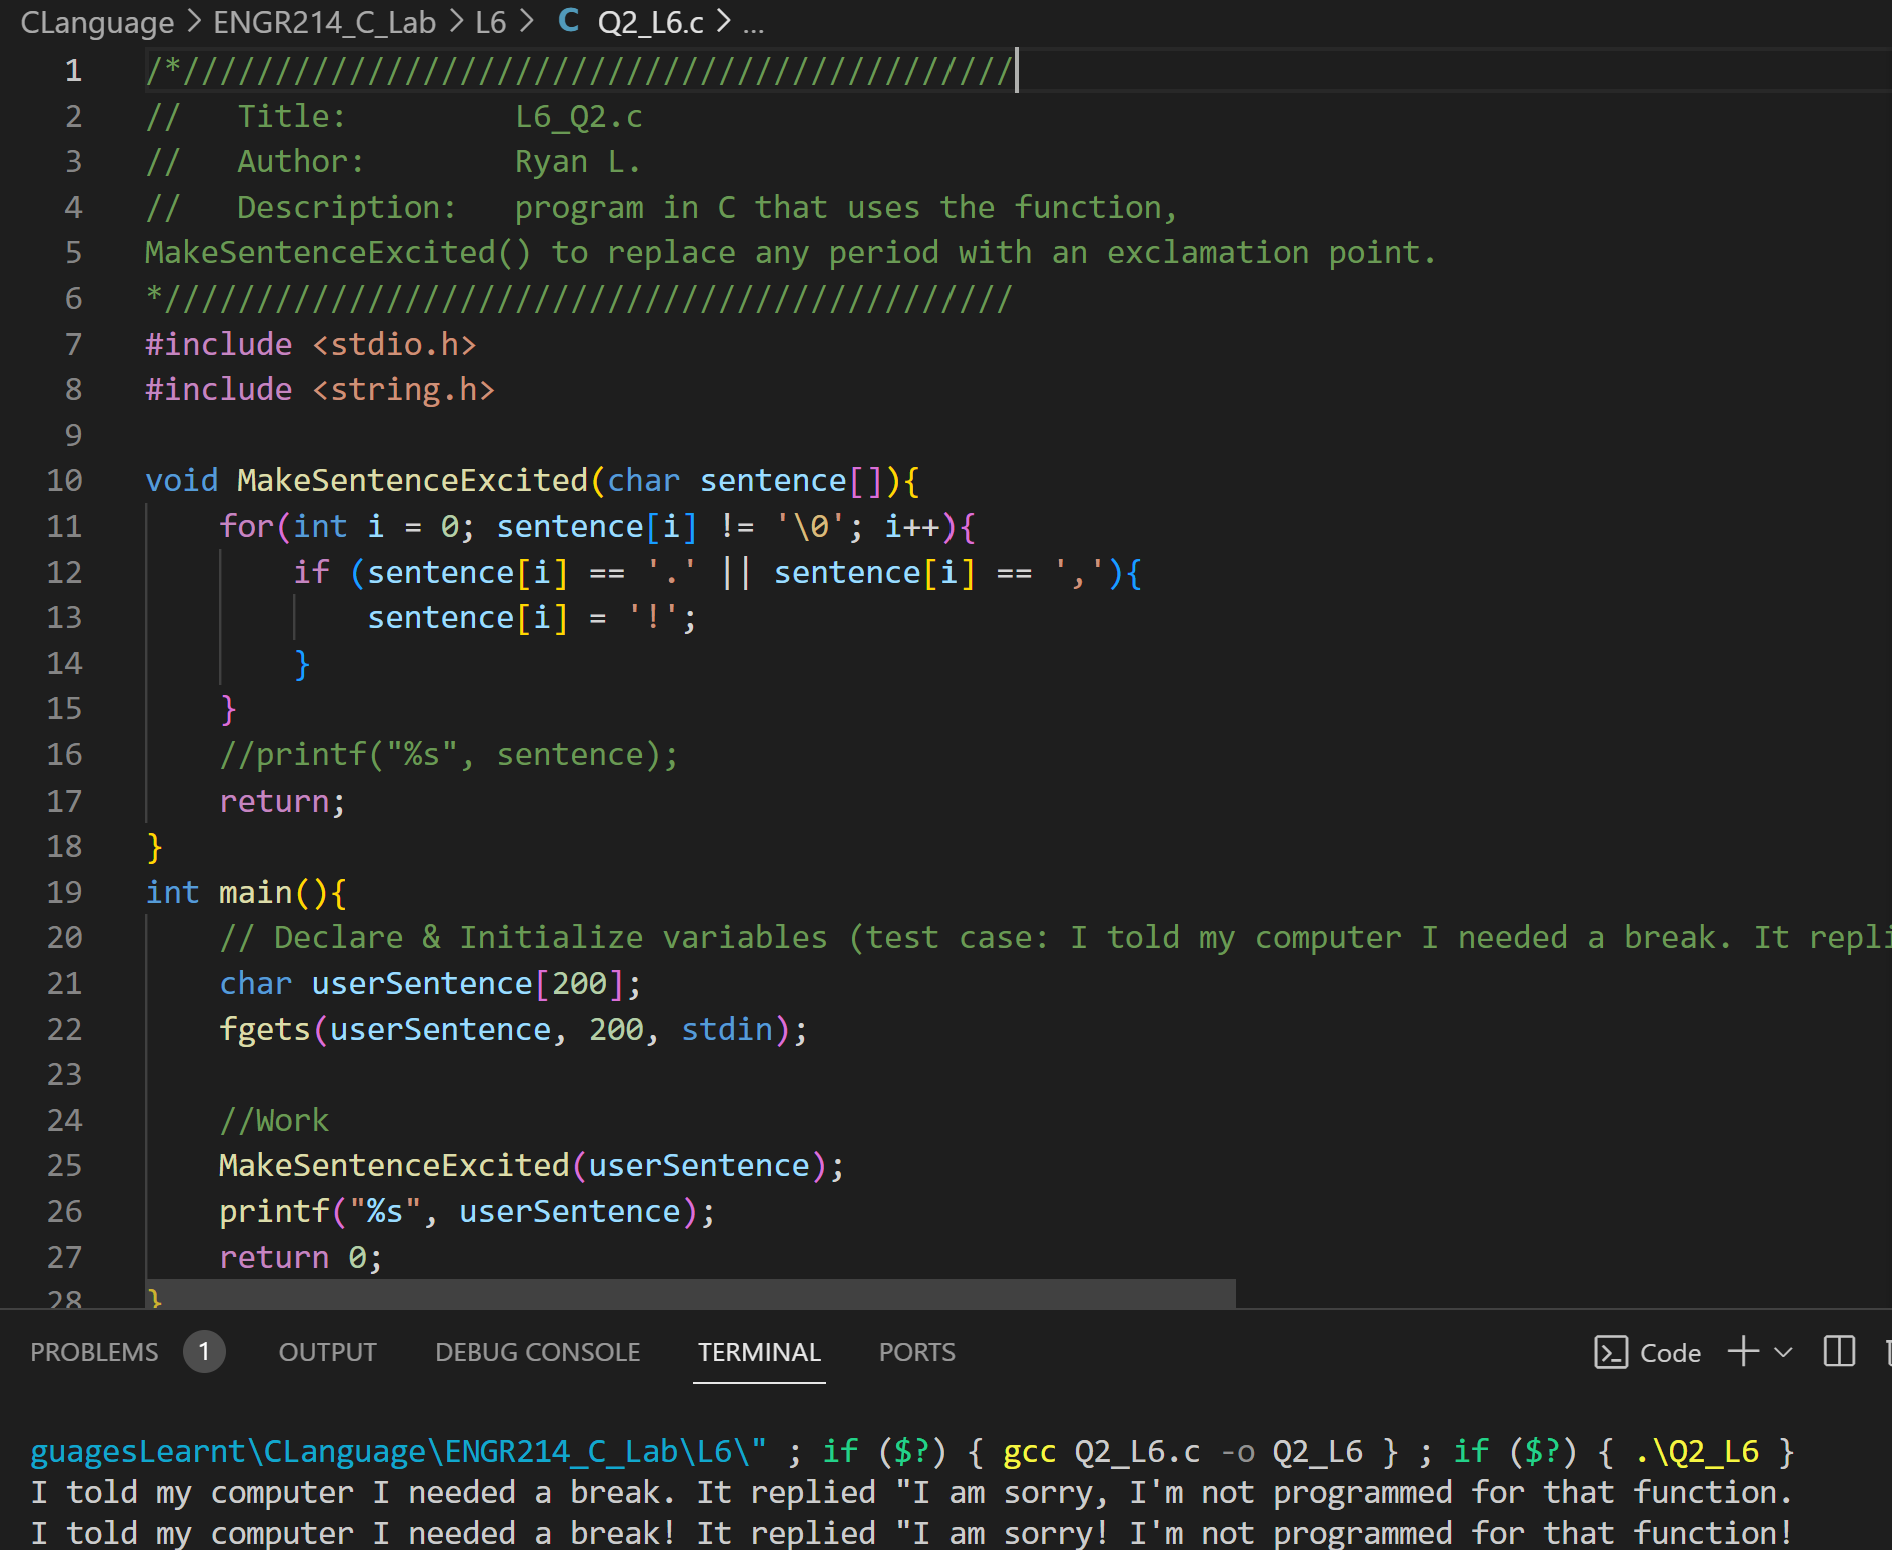 CLanguage > ENGR214_C_Lab > L6 > C Q2_L6.c > ...
1 /*/////////////////////////////////////////////
2 //   Title:         L6_Q2.c
3 //   Author:        Ryan L.
4 //   Description:   program in C that uses the function,
5 MakeSentenceExcited() to replace any period with an exclamation point.
6 *//////////////////////////////////////////////
7 #include <stdio.h>
8 #include <string.h>
9
10 void MakeSentenceExcited(char sentence[]){
11     for(int i = 0; sentence[i] != '\0'; i++){
12         if (sentence[i] == '.' || sentence[i] == ','){
13             sentence[i] = '!';
14         }
15     }
16     //printf("%s", sentence);
17     return;
18 }
19 int main(){
20     // Declare & Initialize variables (test case: I told my computer I needed a break. It repli
21     char userSentence[200];
22     fgets(userSentence, 200, stdin);
23
24     //Work
25     MakeSentenceExcited(userSentence);
26     printf("%s", userSentence);
27     return 0;
28 }
PROBLEMS 1 OUTPUT DEBUG CONSOLE TERMINAL PORTS Code
guagesLearnt\CLanguage\ENGR214_C_Lab\L6\" ; if ($?) { gcc Q2_L6.c -o Q2_L6 } ; if ($?) { .\Q2_L6 }
I told my computer I needed a break. It replied "I am sorry, I'm not programmed for that function.
I told my computer I needed a break! It replied "I am sorry! I'm not programmed for that function!